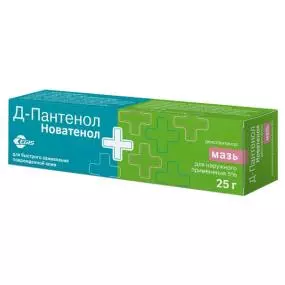 Д-Пантенол
Новатенол
EGIS
для быстрого заживления
поврежденной кожи
декспантенол
мазь
для наружного
применения 5%
25 г